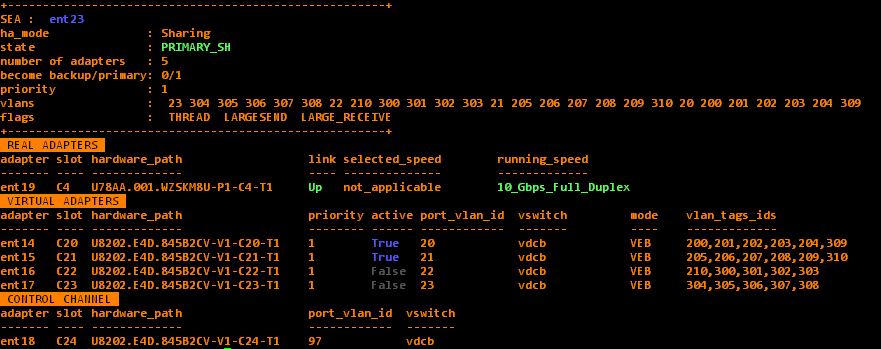 +------------------------------------------------------+
SEA :  ent23
ha_mode              : Sharing
state                : PRIMARY_SH
number of adapters   : 5
become backup/primary: 0/1
priority             : 1
vlans                :  23 304 305 306 307 308 22 210 300 301 302 303 21 205 206 207 208 209 310 20 200 201 202 203 204 309
flags                :  THREAD  LARGESEND  LARGE_RECEIVE
+------------------------------------------------------+
REAL ADAPTERS
adapter slot hardware_path                  link selected_speed        running_speed
------- ---- -------------                  ---- --------------        -------------
ent19   C4   U78AA.001.WZSKM8U-P1-C4-T1     Up   not_applicable        10_Gbps_Full_Duplex
VIRTUAL ADAPTERS
adapter slot hardware_path                  priority active port_vlan_id  vswitch         mode    vlan_tags_ids
------- ---- -------------                  -------- ------ ------------  -------         ----    -------------
ent14   C20  U8202.E4D.845B2CV-V1-C20-T1    1        True   20            vdcb            VEB     200,201,202,203,204,309
ent15   C21  U8202.E4D.845B2CV-V1-C21-T1    1        True   21            vdcb            VEB     205,206,207,208,209,310
ent16   C22  U8202.E4D.845B2CV-V1-C22-T1    1        False  22            vdcb            VEB     210,300,301,302,303
ent17   C23  U8202.E4D.845B2CV-V1-C23-T1    1        False  23            vdcb            VEB     304,305,306,307,308
CONTROL CHANNEL
adapter slot hardware_path                  port_vlan_id  vswitch
------- ---- -------------                  ------------  -------
ent18   C24  U8202.E4D.845B2CV-V1-C24-T1    97            vdcb